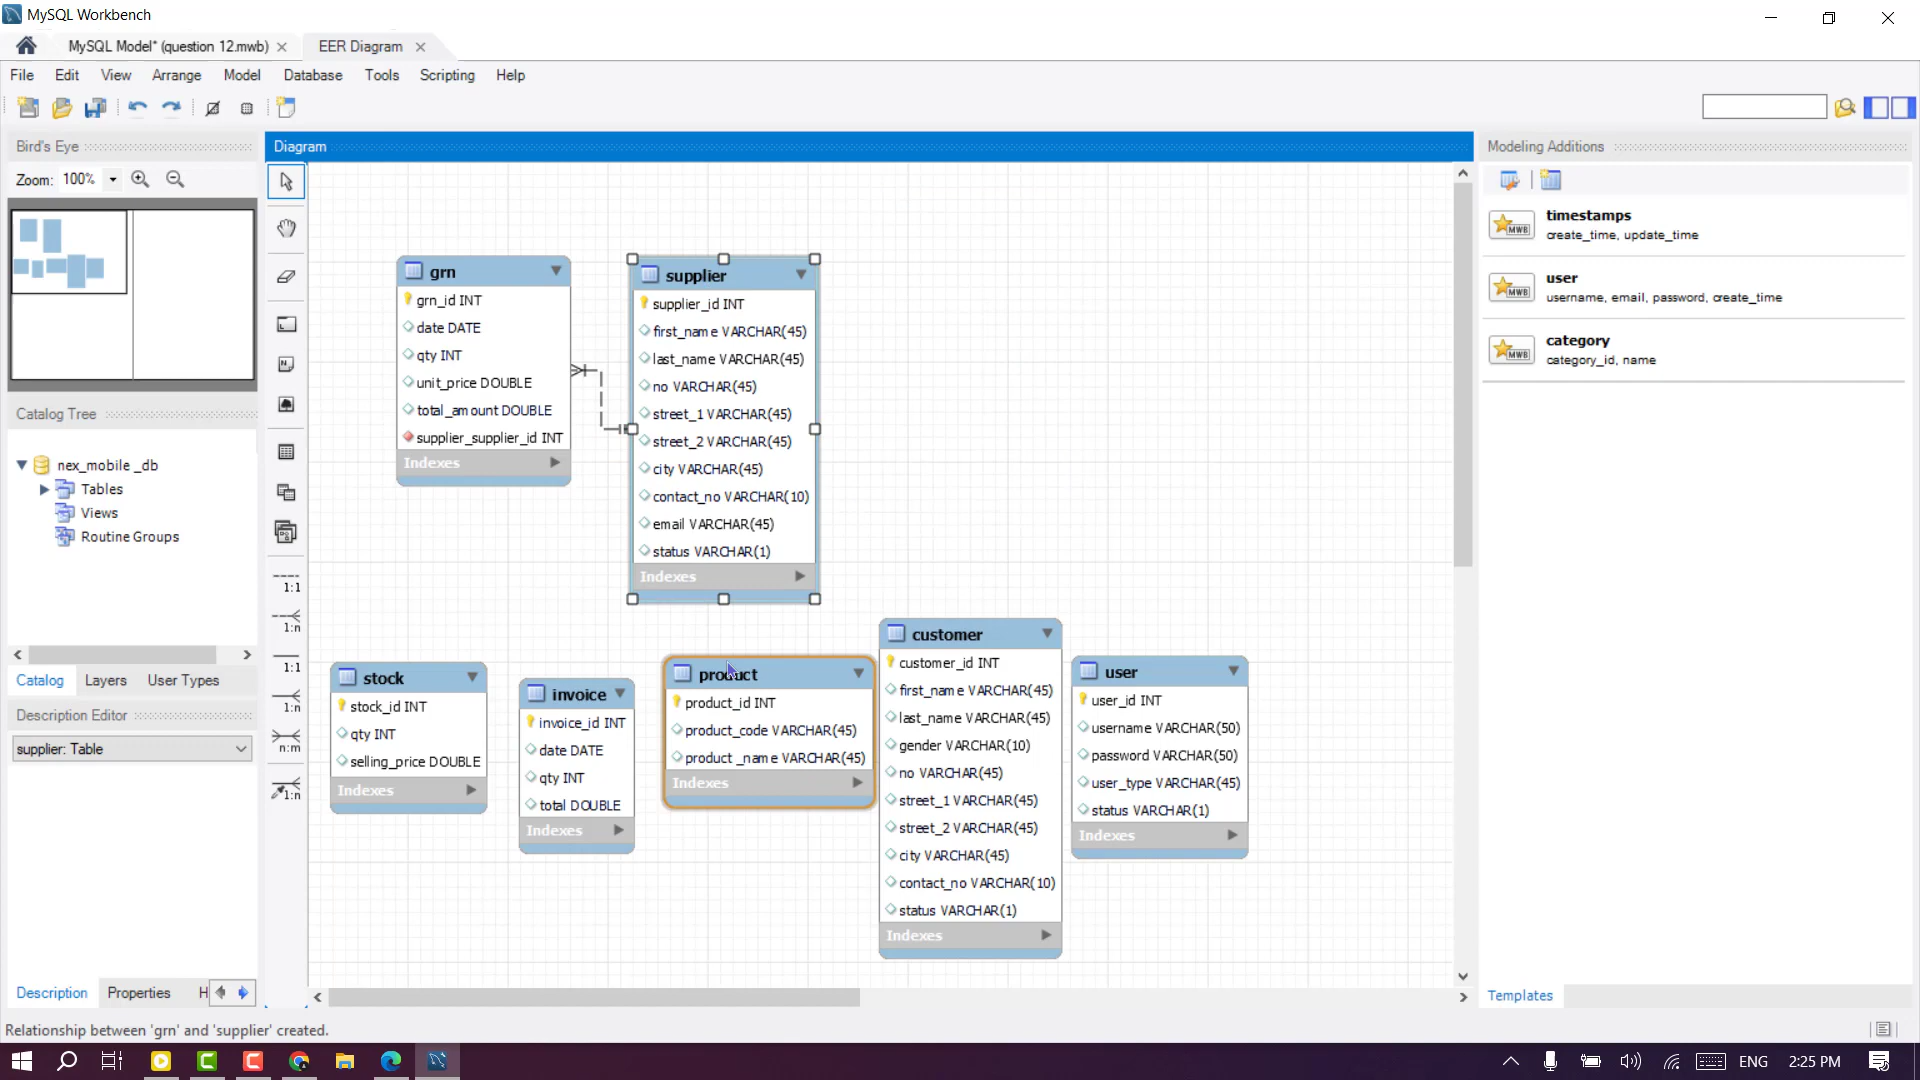 MySQL Workbench
MySQL Model* (question 12.mwb)
EER Diagram
File Edit View Arrange Model Database Tools Scripting Help
Bird's Eye
Zoom: 100%
Catalog Tree
nex_mobile _db
Tables
Views
Routine Groups
Catalog Layers User Types
Description Editor
supplier: Table
Description Properties H
Diagram
1:1
1:n
1:1
1:n
n:m
1:n
grn
grn_id INT
date DATE
qty INT
unit_price DOUBLE
total_amount DOUBLE
supplier_supplier_id INT
Indexes
supplier
supplier_id INT
first_name VARCHAR(45)
last_name VARCHAR(45)
no VARCHAR(45)
street_1 VARCHAR(45)
street_2 VARCHAR(45)
city VARCHAR(45)
contact_no VARCHAR(10)
email VARCHAR(45)
status VARCHAR(1)
Indexes
stock
stock_id INT
qty INT
selling_price DOUBLE
Indexes
invoice
invoice_id INT
date DATE
qty INT
total DOUBLE
Indexes
product
product_id INT
product_code VARCHAR(45)
product _name VARCHAR(45)
Indexes
customer
customer_id INT
first_name VARCHAR(45)
last_name VARCHAR(45)
gender VARCHAR(10)
no VARCHAR(45)
street_1 VARCHAR(45)
street_2 VARCHAR(45)
city VARCHAR(45)
contact_no VARCHAR(10)
status VARCHAR(1)
Indexes
user
user_id INT
username VARCHAR(50)
password VARCHAR(50)
user_type VARCHAR(45)
status VARCHAR(1)
Indexes
Modeling Additions
MWB
timestamps
create_time, update_time
MWB
user
username, email, password, create_time
MWB
category
category_id, name
Templates
Relationship between 'grn' and 'supplier' created.
ENG 2:25 PM